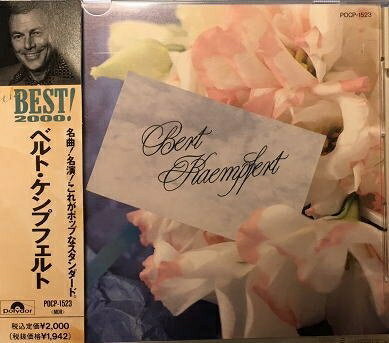 BEST!
2000!
名曲!名演!これがポップなスタンダード。
ベルト・ケンプフェルト
POCP-1523
Polydor
税込定価¥2,000
(税抜価格¥1,942)
POCP-1523
Bert
Kaempfert